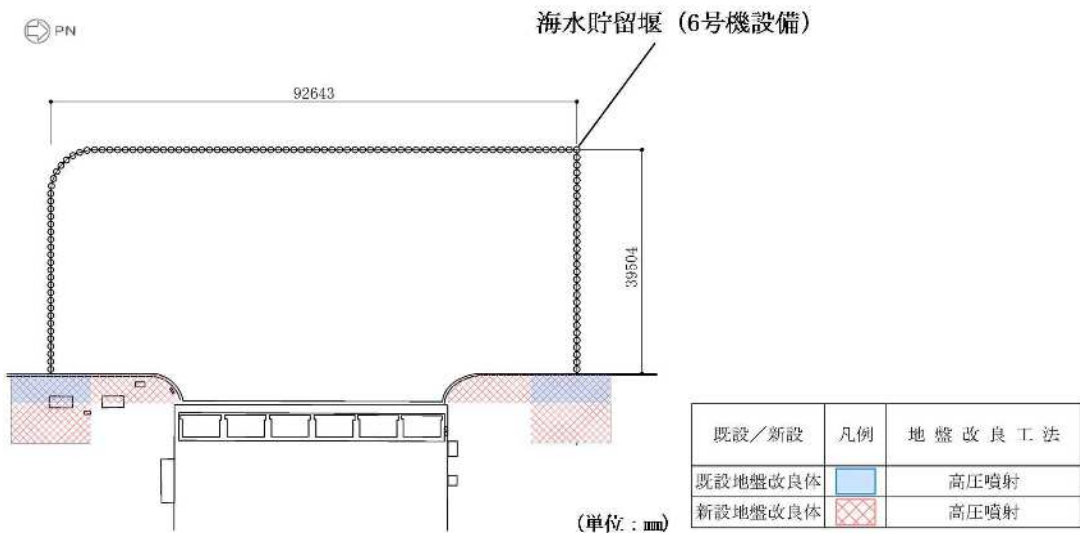 海水貯留堰（6号機設備）
PN
92643
39504
既設／新設 凡例 地盤改良工法
既設地盤改良体 高圧噴射
新設地盤改良体 高圧噴射
（単位：㎜）